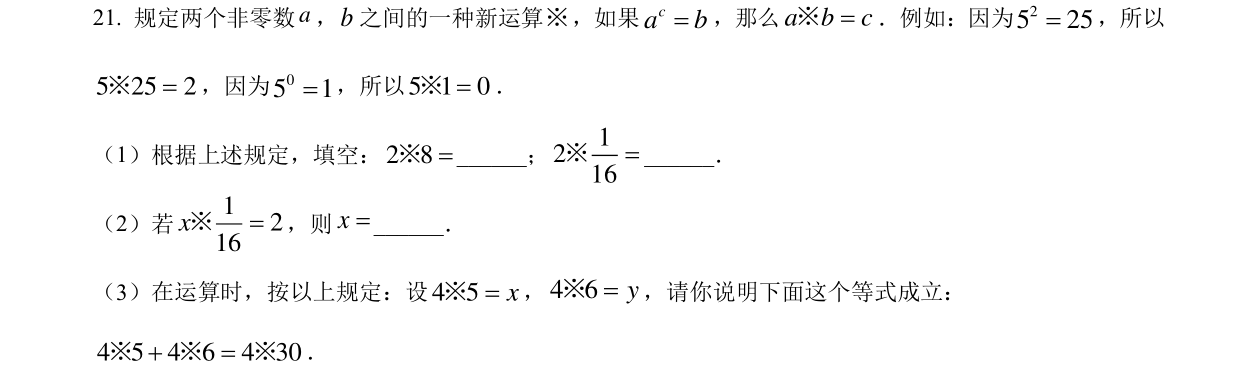 21. 规定两个非零数a，b之间的一种新运算※，如果a^c=b，那么a※b=c．例如：因为5^2=25，所以
5※25=2，因为5^0=1，所以5※1=0．
（1）根据上述规定，填空：2※8=______；2※1/16=______．
（2）若x※1/16=2，则x=______．
（3）在运算时，按以上规定：设4※5=x，4※6=y，请你说明下面这个等式成立：
4※5+4※6=4※30．